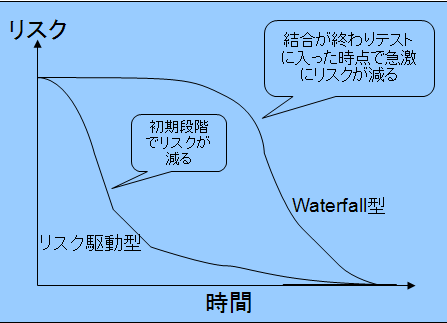 リスク
結合が終わりテスト
に入った時点で急激
にリスクが減る
初期段階
でリスクが
減る
Waterfall型
リスク駆動型
時間